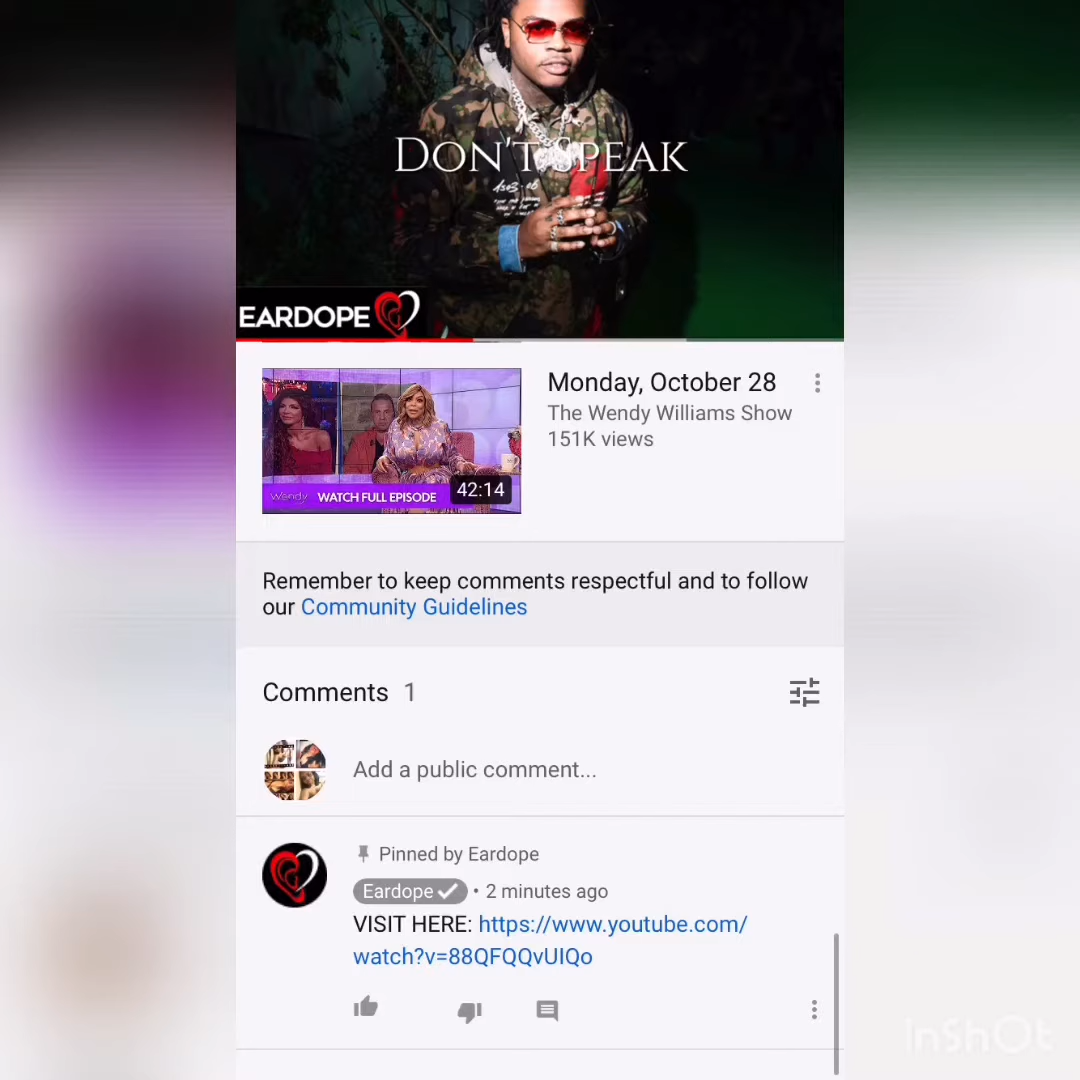 DON'T SPEAK
EARDOPE
Monday, October 28
The Wendy Williams Show
151K views
Wendy WATCH FULL EPISODE
42:14
Remember to keep comments respectful and to follow
our Community Guidelines
Comments 1
Add a public comment...
Pinned by Eardope
Eardope • 2 minutes ago
VISIT HERE: https://www.youtube.com/
watch?v=88QFQQvUIQo
InShOt